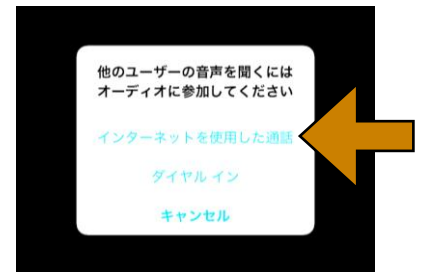 他のユーザーの音声を聞くには
オーディオに参加してください
インターネットを使用した通話
ダイヤル イン
キャンセル